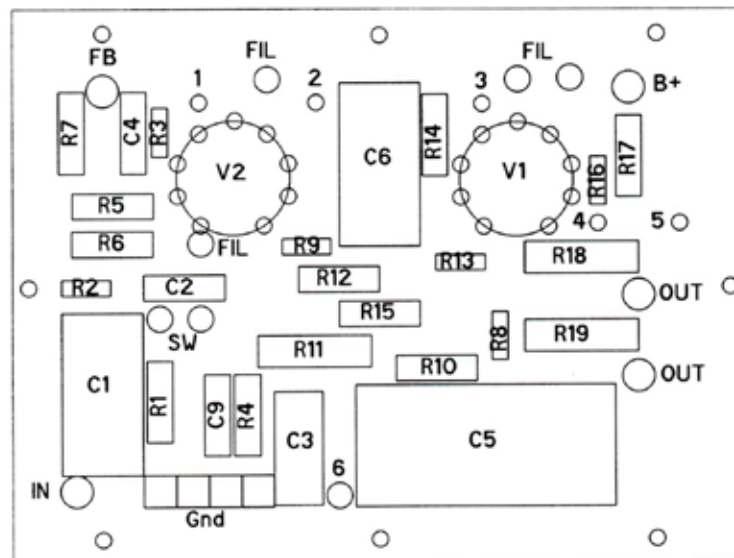 FB
FIL
FIL
1
2
3
B+
R7
C4
R3
V2
C6
R14
V1
R16
R17
R5
R6
FIL
R9
4
5
R13
R18
R2
C2
R12
OUT
SW
R15
R8
R19
R11
R10
OUT
C1
R1
C9
R4
C3
C5
IN
6
Gnd